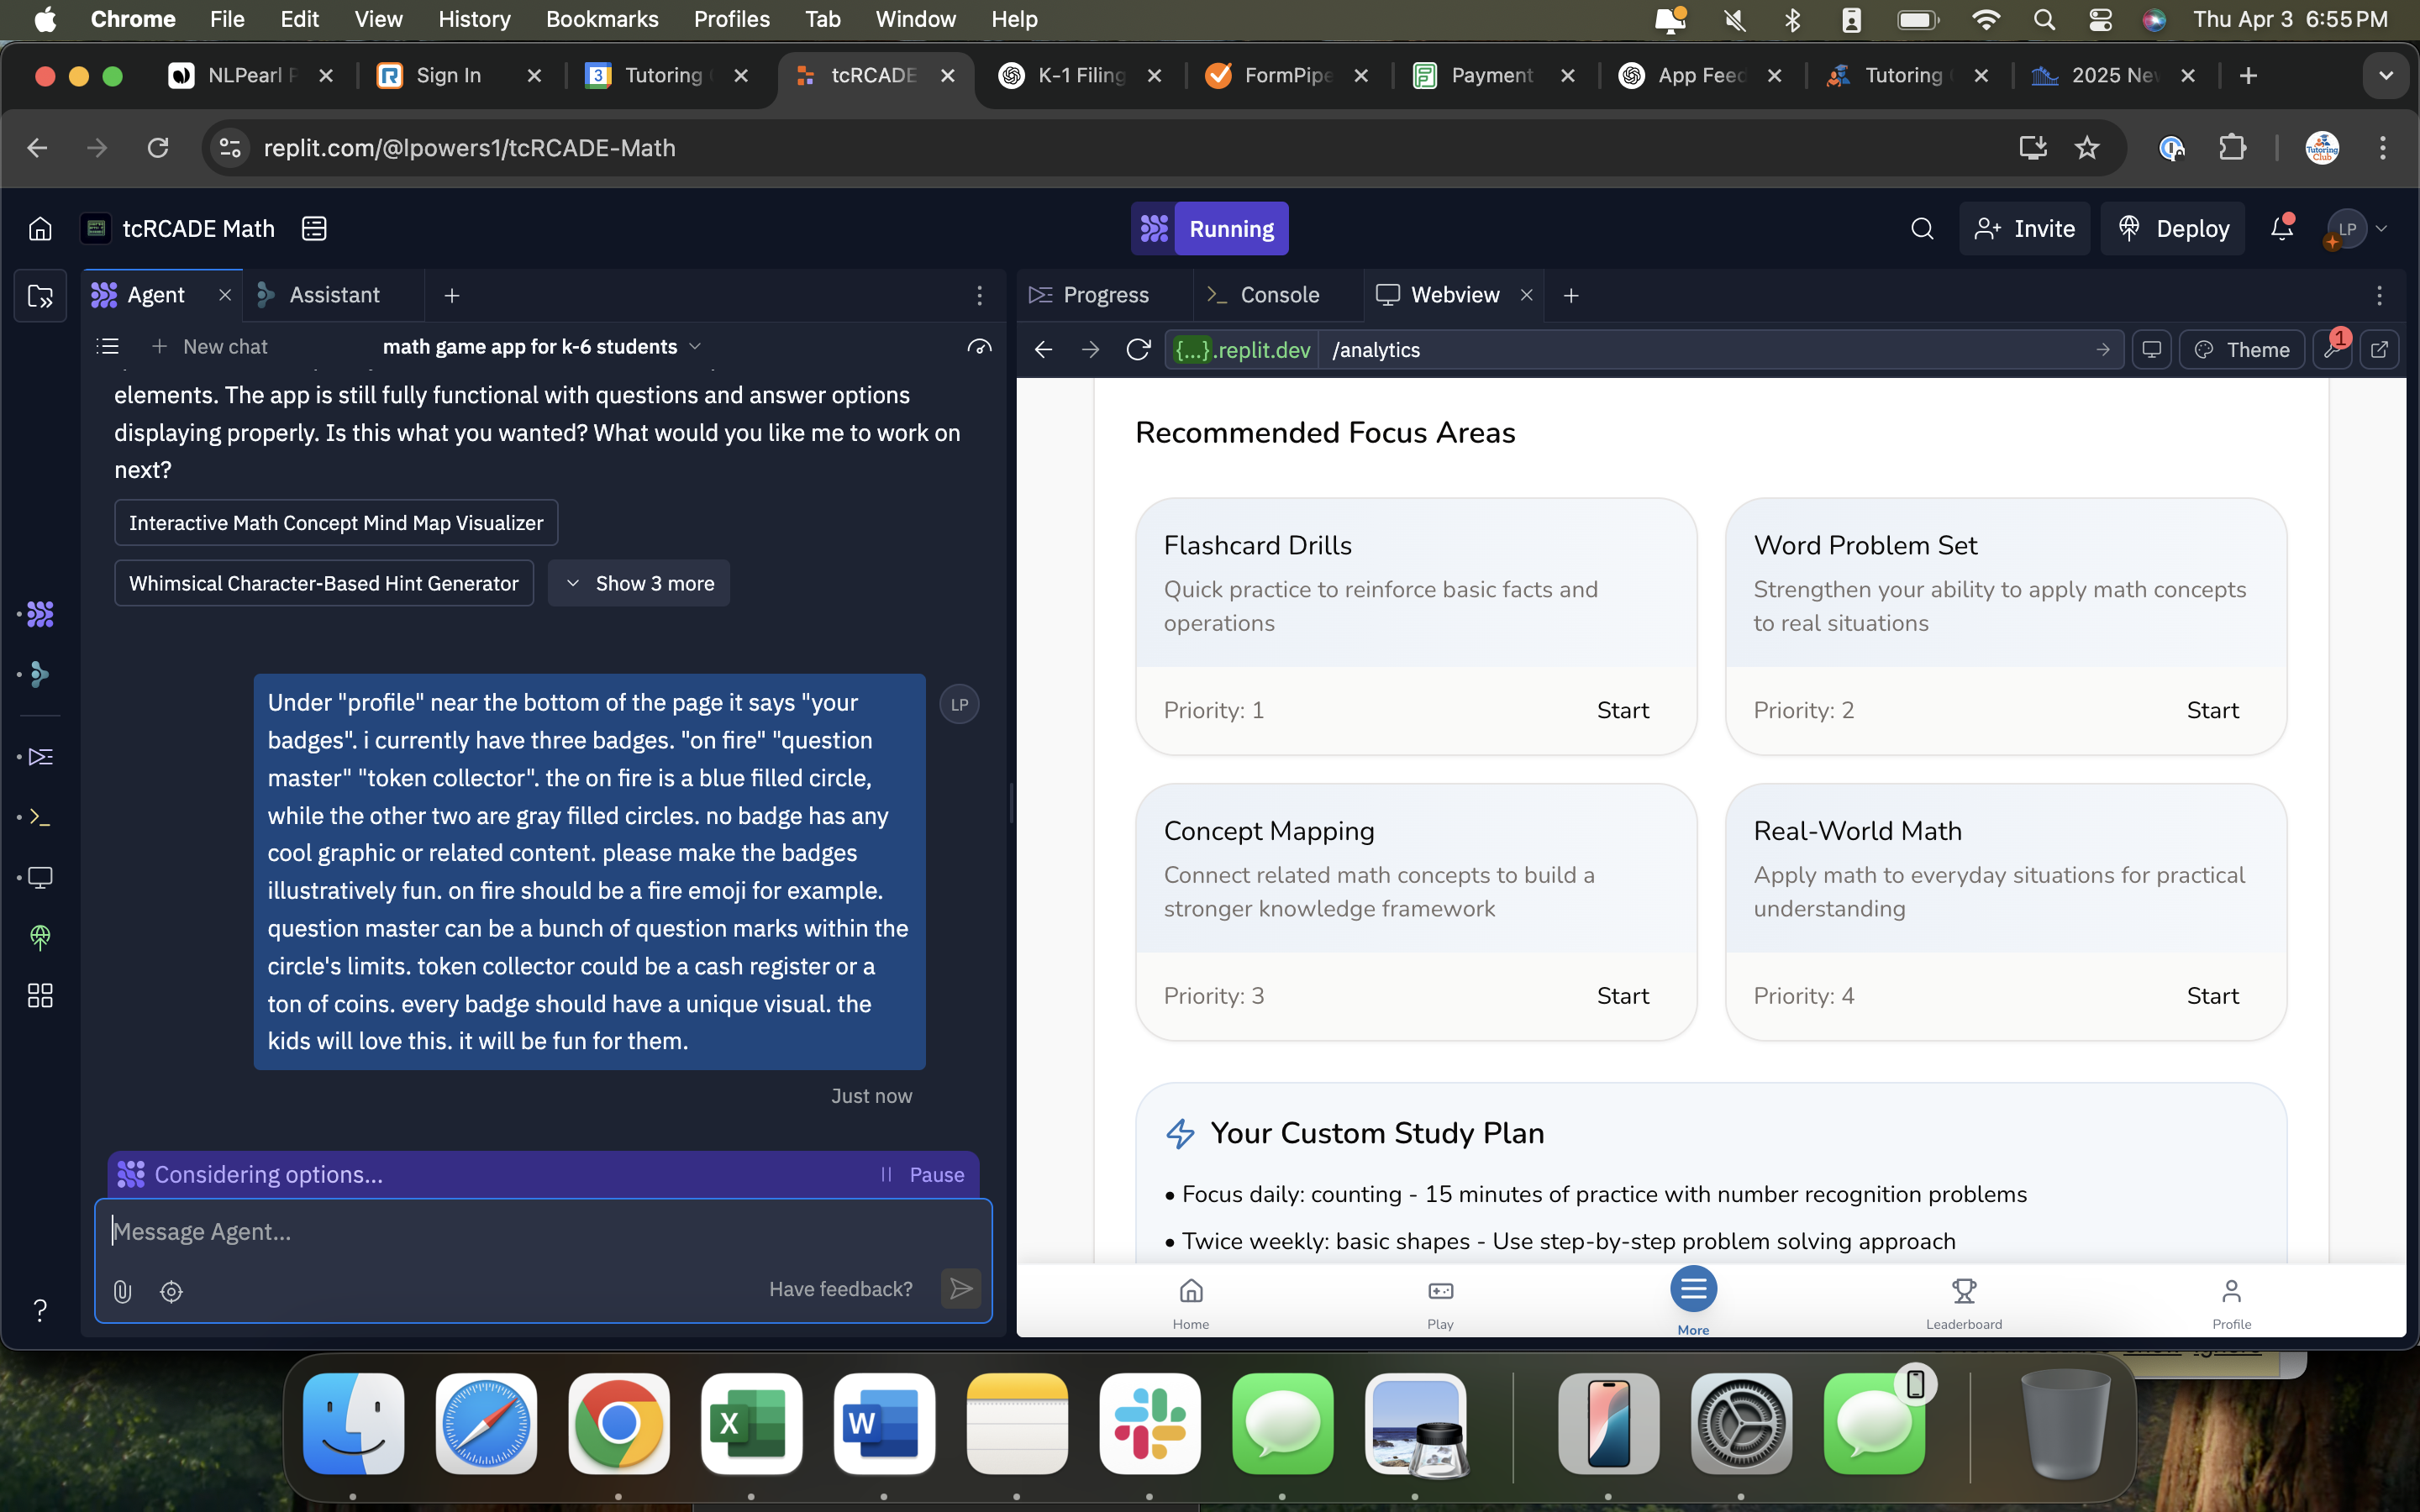 Chrome File Edit View History Bookmarks Profiles Tab Window Help Thu Apr 3 6:55 PM
NLPearl Sign In 3 Tutoring tcRCADE K-1 Filing FormPipe Payment App Feed Tutoring 2025 Nev
replit.com/@lpowers1/tcRCADE-Math Tutoring Club
tcRCADE Math Running Invite Deploy LP
Agent Assistant
New chat math game app for k-6 students
elements. The app is still fully functional with questions and answer options
displaying properly. Is this what you wanted? What would you like me to work on
next?
Interactive Math Concept Mind Map Visualizer
Whimsical Character-Based Hint Generator Show 3 more
LP
Under "profile" near the bottom of the page it says "your
badges". i currently have three badges. "on fire" "question
master" "token collector". the on fire is a blue filled circle,
while the other two are gray filled circles. no badge has any
cool graphic or related content. please make the badges
illustratively fun. on fire should be a fire emoji for example.
question master can be a bunch of question marks within the
circle's limits. token collector could be a cash register or a
ton of coins. every badge should have a unique visual. the
kids will love this. it will be fun for them.
Just now
Considering options... Pause
Message Agent...
Have feedback?
Progress Console Webview
{...}.replit.dev /analytics Theme 1
Recommended Focus Areas
Flashcard Drills
Quick practice to reinforce basic facts and
operations
Priority: 1 Start
Word Problem Set
Strengthen your ability to apply math concepts
to real situations
Priority: 2 Start
Concept Mapping
Connect related math concepts to build a
stronger knowledge framework
Priority: 3 Start
Real-World Math
Apply math to everyday situations for practical
understanding
Priority: 4 Start
Your Custom Study Plan
• Focus daily: counting - 15 minutes of practice with number recognition problems
• Twice weekly: basic shapes - Use step-by-step problem solving approach
Home Play More Leaderboard Profile
X W